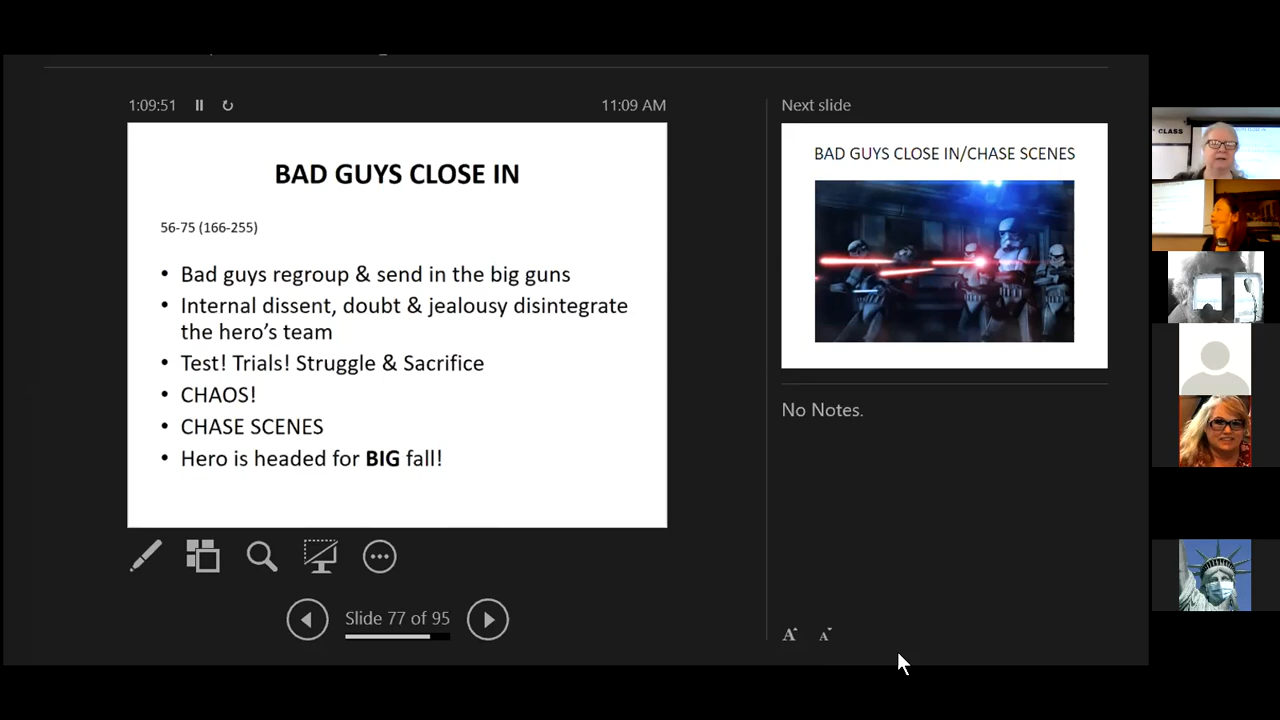 1:09:51
11:09 AM
Next slide
BAD GUYS CLOSE IN
56-75 (166-255)
• Bad guys regroup & send in the big guns
• Internal dissent, doubt & jealousy disintegrate
the hero's team
• Test! Trials! Struggle & Sacrifice
• CHAOS!
• CHASE SCENES
• Hero is headed for BIG fall!
BAD GUYS CLOSE IN/CHASE SCENES
No Notes.
Slide 77 of 95
A A
CLASS